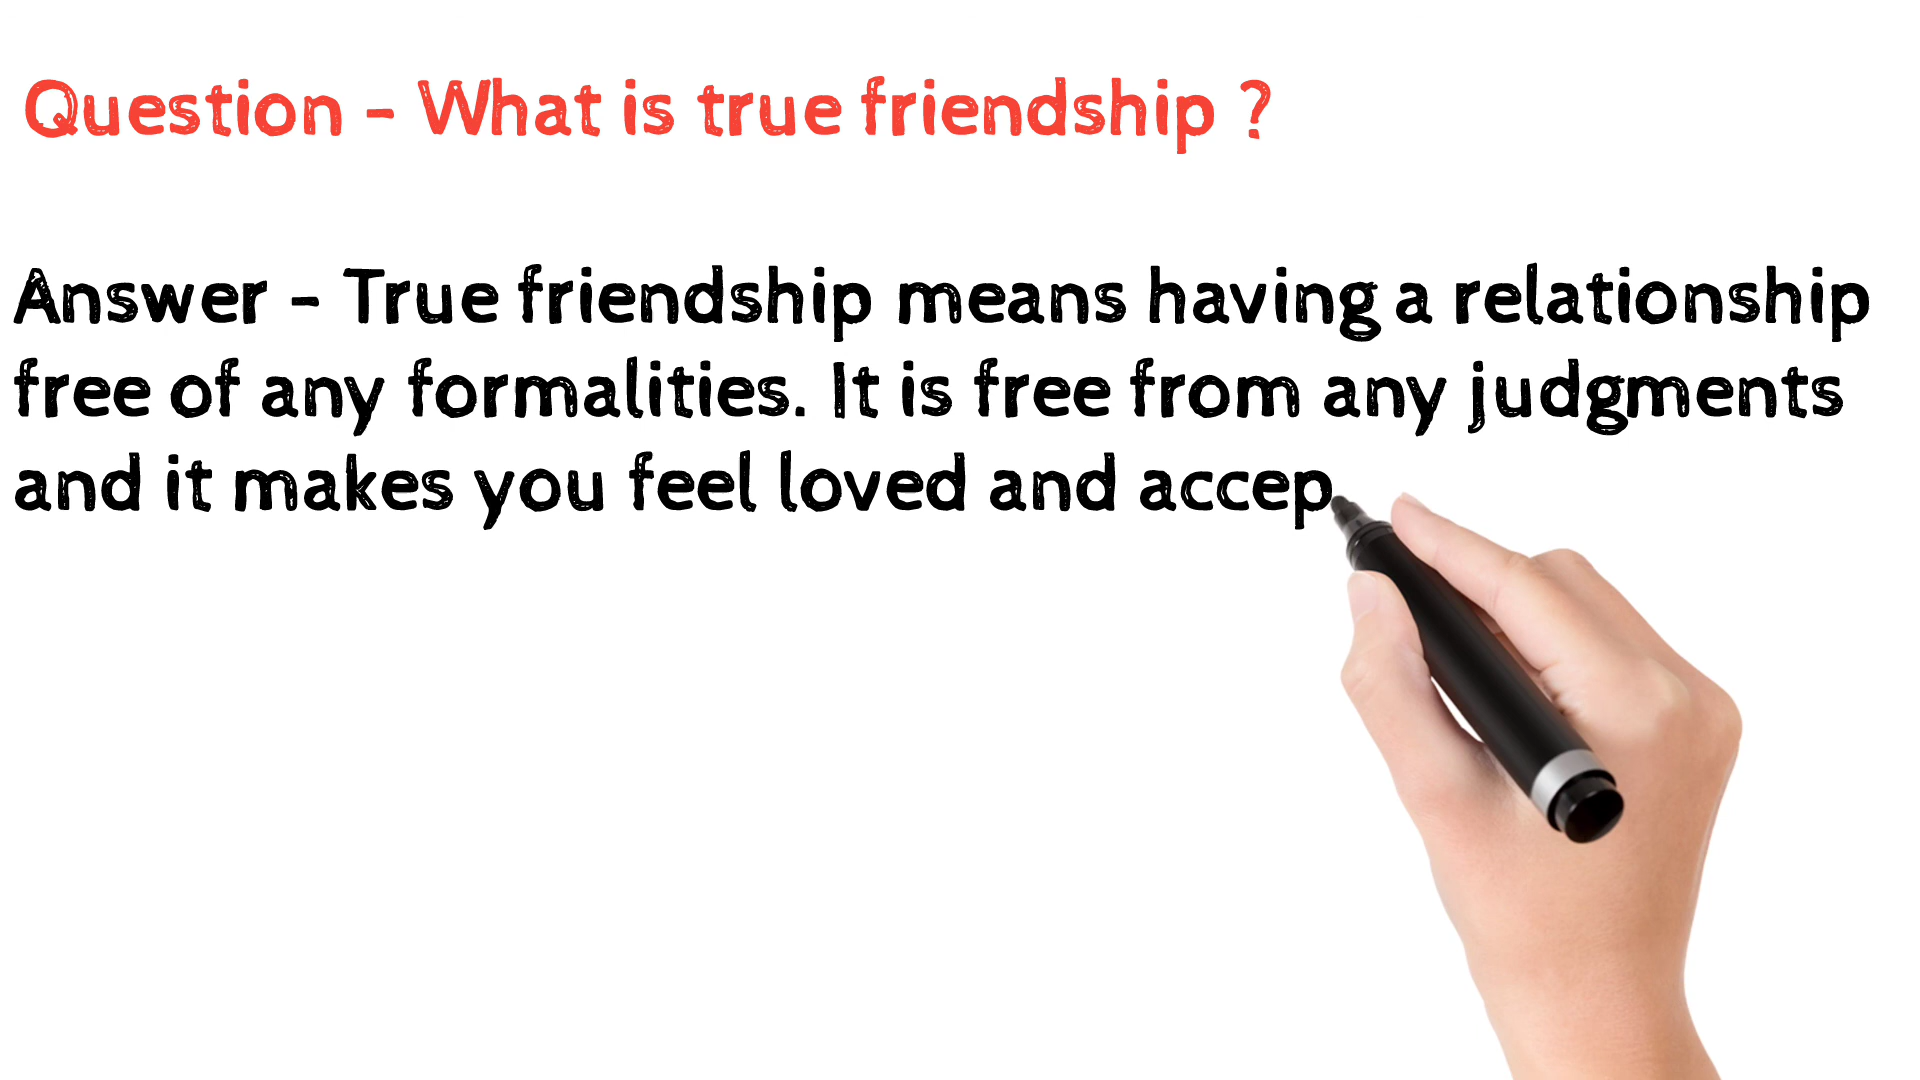 Question - What is true friendship ?
Answer - True friendship means having a relationship
free of any formalities. It is free from any judgments
and it makes you feel loved and accep